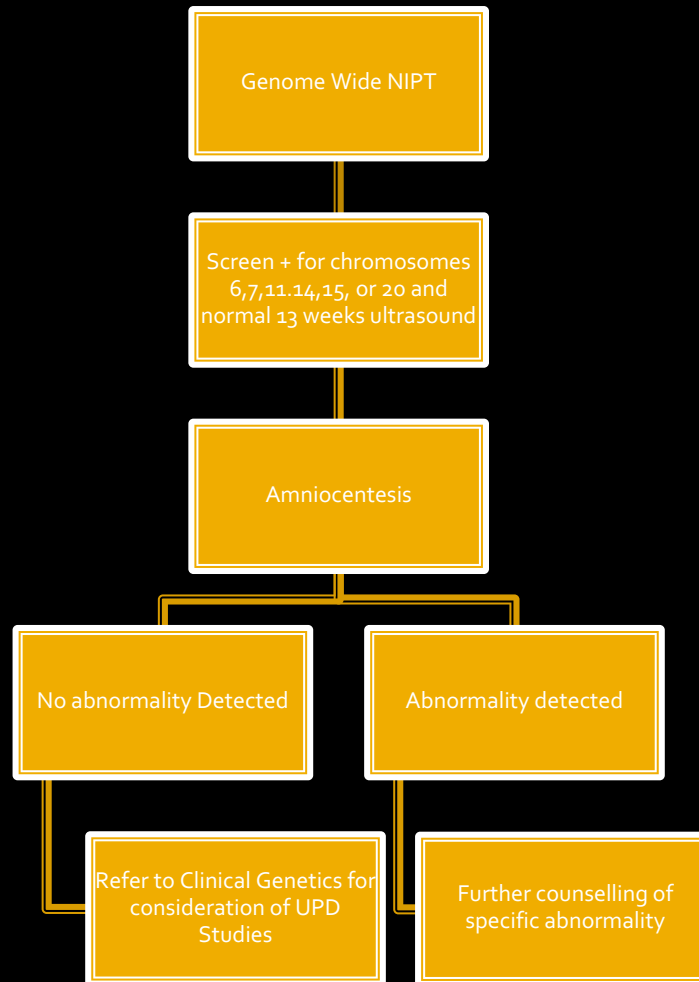 Genome Wide NIPT
Screen + for chromosomes
6,7,11.14,15, or 20 and
normal 13 weeks ultrasound
Amniocentesis
No abnormality Detected
Abnormality detected
Refer to Clinical Genetics for
consideration of UPD
Studies
Further counselling of
specific abnormality